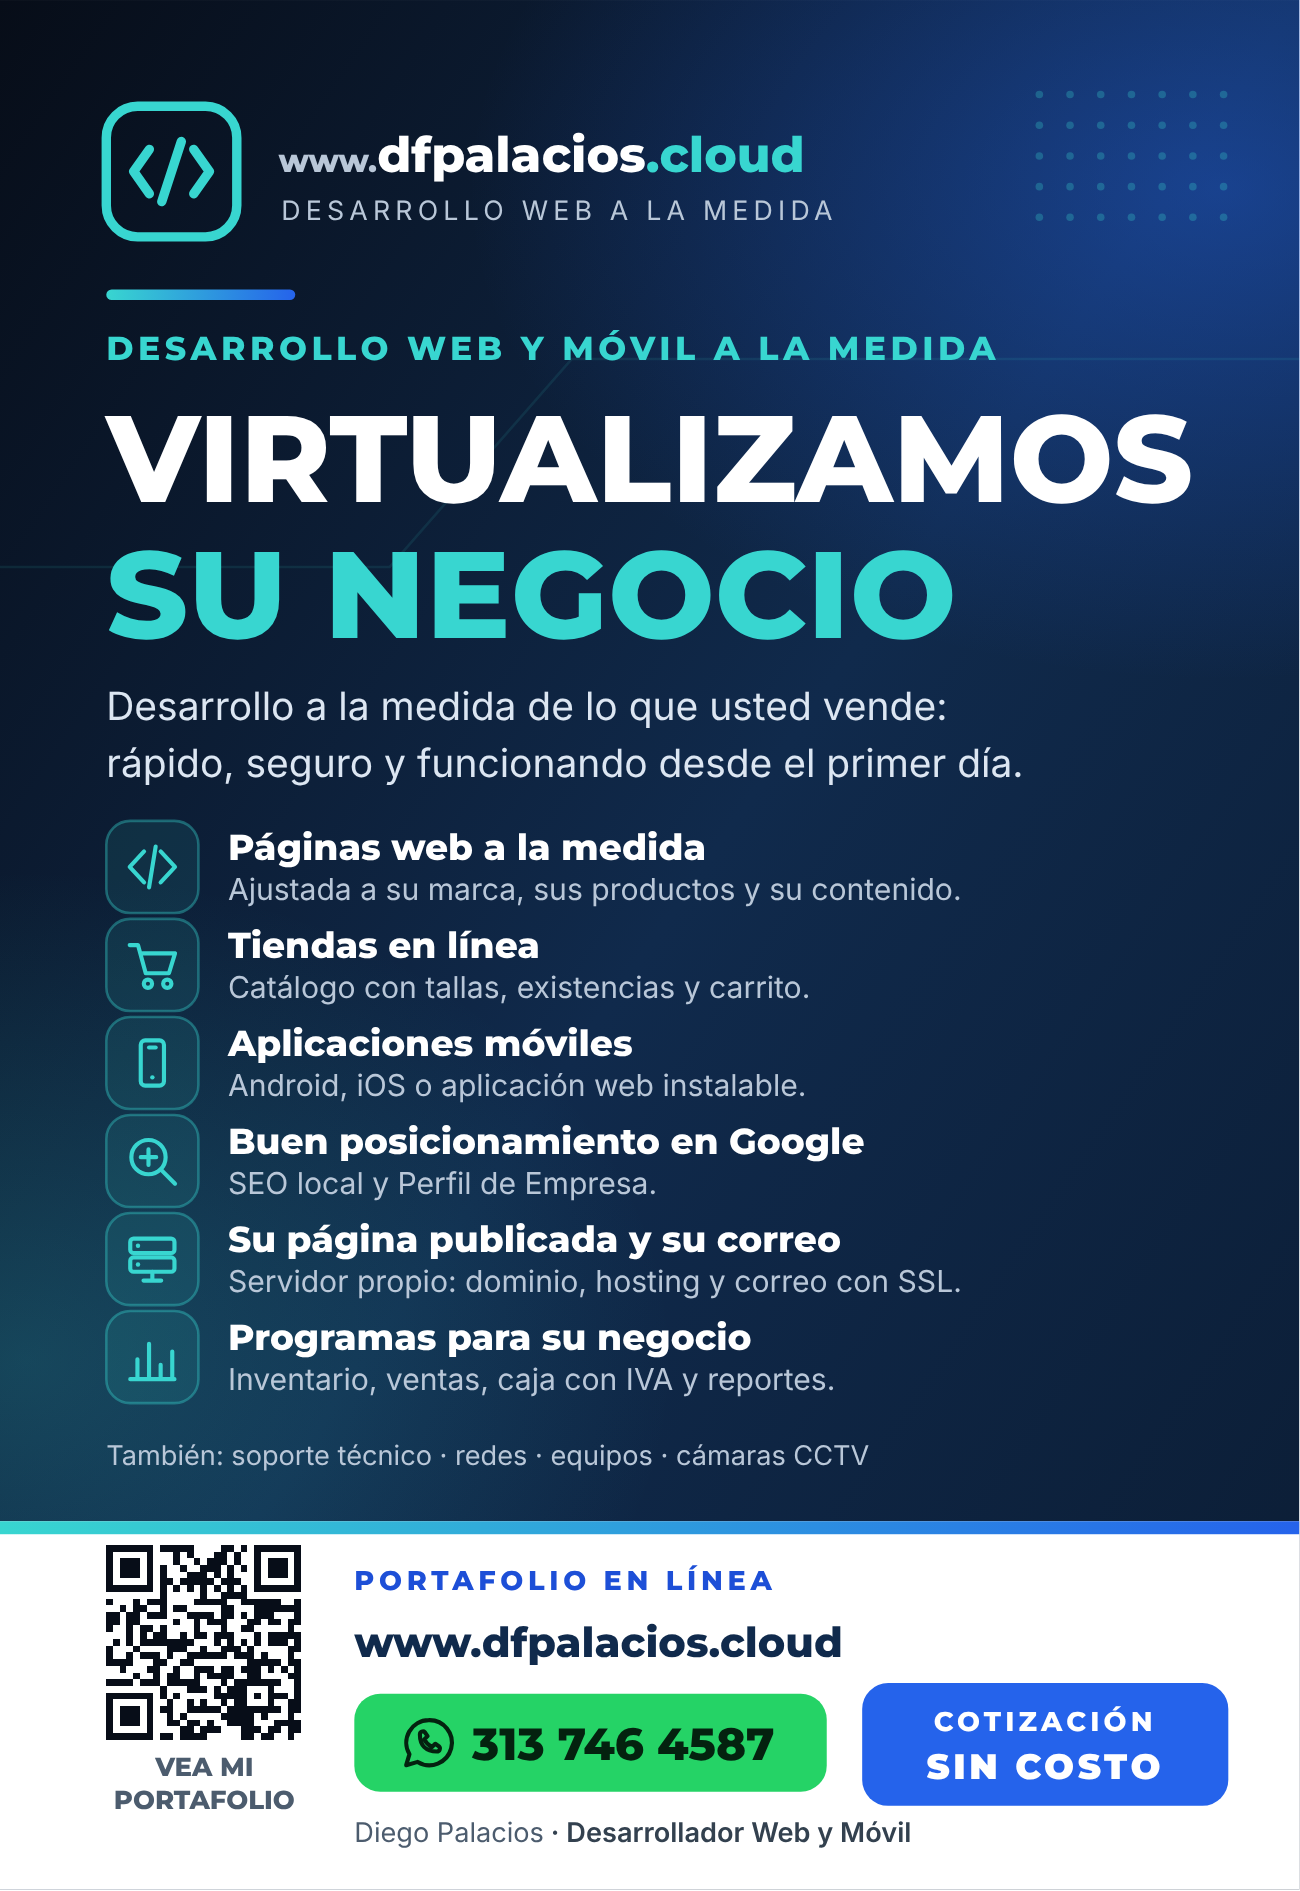 www.dfpalacios.cloud
DESARROLLO WEB A LA MEDIDA
DESARROLLO WEB Y MÓVIL A LA MEDIDA
VIRTUALIZAMOS
SU NEGOCIO
Desarrollo a la medida de lo que usted vende:
rápido, seguro y funcionando desde el primer día.
Páginas web a la medida
Ajustada a su marca, sus productos y su contenido.
Tiendas en línea
Catálogo con tallas, existencias y carrito.
Aplicaciones móviles
Android, iOS o aplicación web instalable.
Buen posicionamiento en Google
SEO local y Perfil de Empresa.
Su página publicada y su correo
Servidor propio: dominio, hosting y correo con SSL.
Programas para su negocio
Inventario, ventas, caja con IVA y reportes.
También: soporte técnico · redes · equipos · cámaras CCTV
PORTAFOLIO EN LÍNEA
www.dfpalacios.cloud
313 746 4587
COTIZACIÓN
SIN COSTO
VEA MI
PORTAFOLIO
Diego Palacios · Desarrollador Web y Móvil